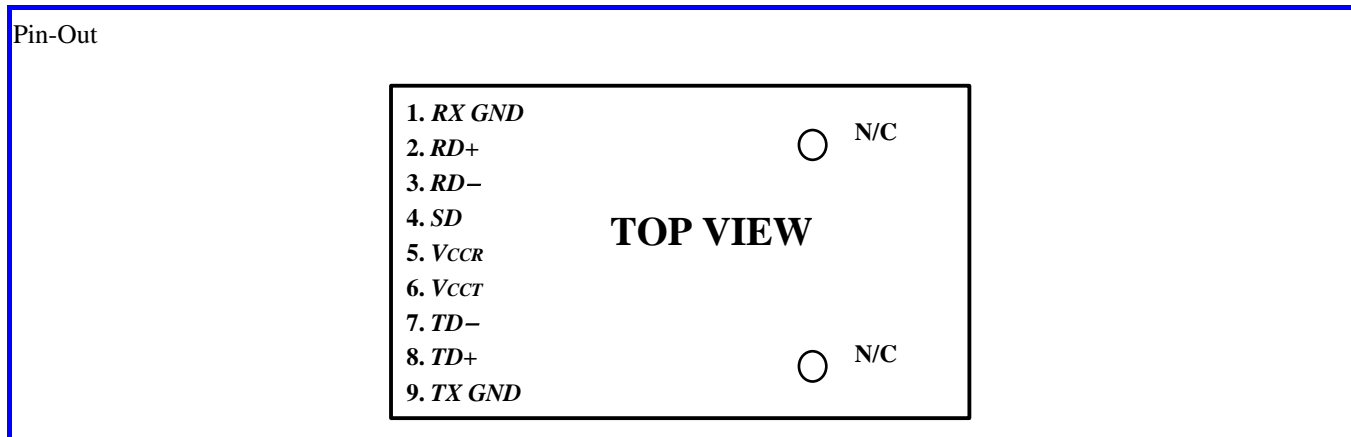 Pin-Out
1. RX GND
2. RD+
3. RD−
4. SD
5. VCCR
6. VCCT
7. TD−
8. TD+
9. TX GND
TOP VIEW
N/C
N/C